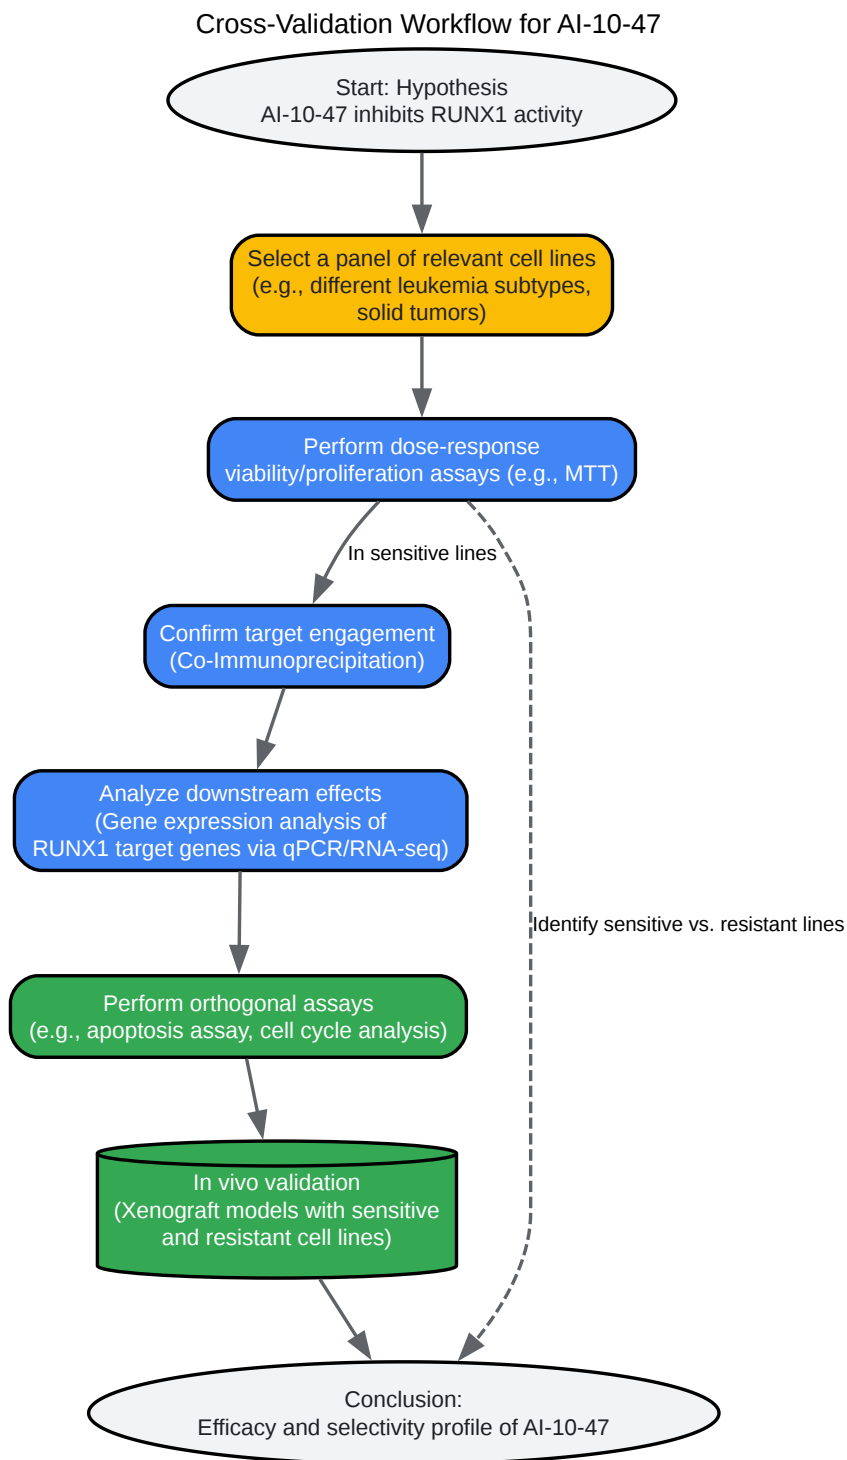 Cross-Validation Workflow for AI-10-47
Start: Hypothesis
AI-10-47 inhibits RUNX1 activity
Select a panel of relevant cell lines
(e.g., different leukemia subtypes,
solid tumors)
Perform dose-response
viability/proliferation assays (e.g., MTT)
In sensitive lines
Confirm target engagement
(Co-Immunoprecipitation)
Analyze downstream effects
(Gene expression analysis of
RUNX1 target genes via qPCR/RNA-seq)
Identify sensitive vs. resistant lines
Perform orthogonal assays
(e.g., apoptosis assay, cell cycle analysis)
In vivo validation
(Xenograft models with sensitive
and resistant cell lines)
Conclusion:
Efficacy and selectivity profile of AI-10-47